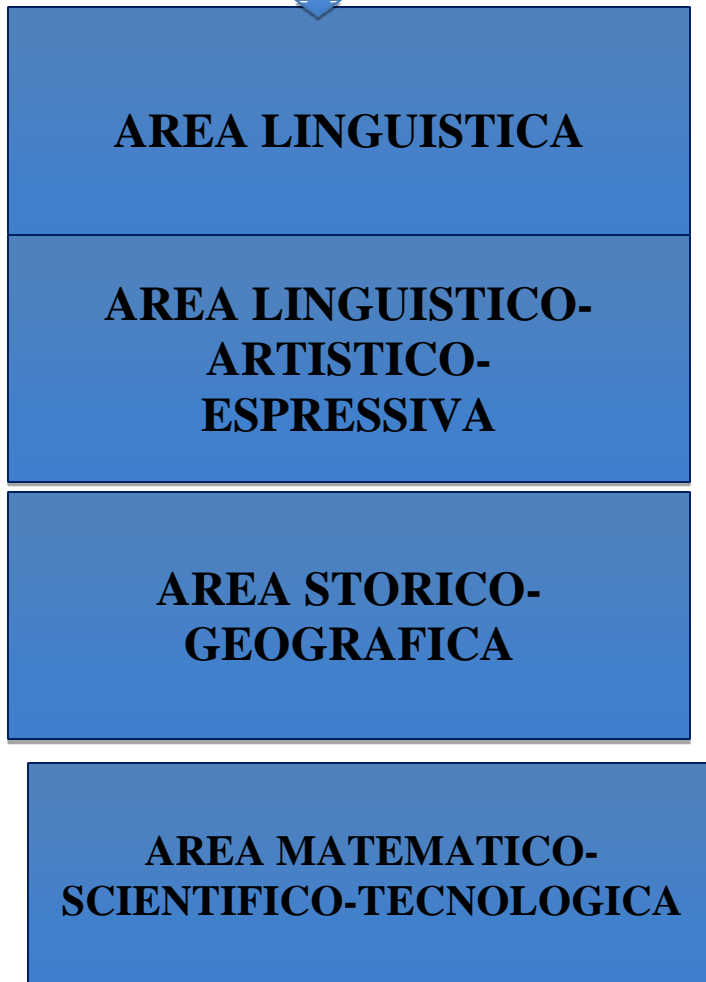 AREA LINGUISTICA
AREA LINGUISTICO-
ARTISTICO-
ESPRESSIVA
AREA STORICO-
GEOGRAFICA
AREA MATEMATICO-
SCIENTIFICO-TECNOLOGICA